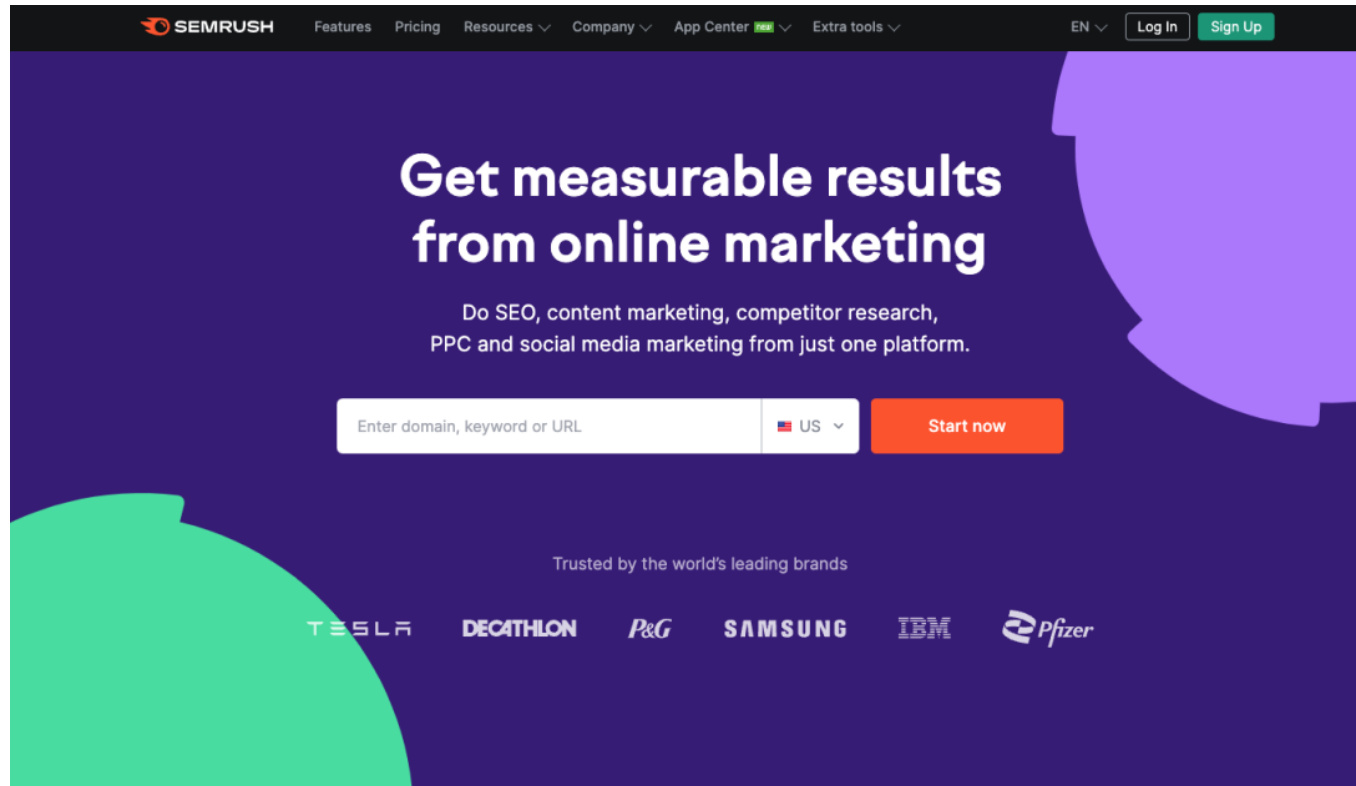 SEMRUSH Features Pricing Resources Company App Center new Extra tools EN Log In Sign Up
Get measurable results
from online marketing
Do SEO, content marketing, competitor research,
PPC and social media marketing from just one platform.
Enter domain, keyword or URL US Start now
Trusted by the world's leading brands
TESLA DECATHLON P&G SAMSUNG IBM Pfizer